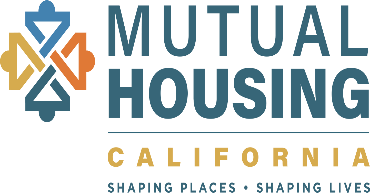 MUTUAL
HOUSING
CALIFORNIA
SHAPING PLACES • SHAPING LIVES